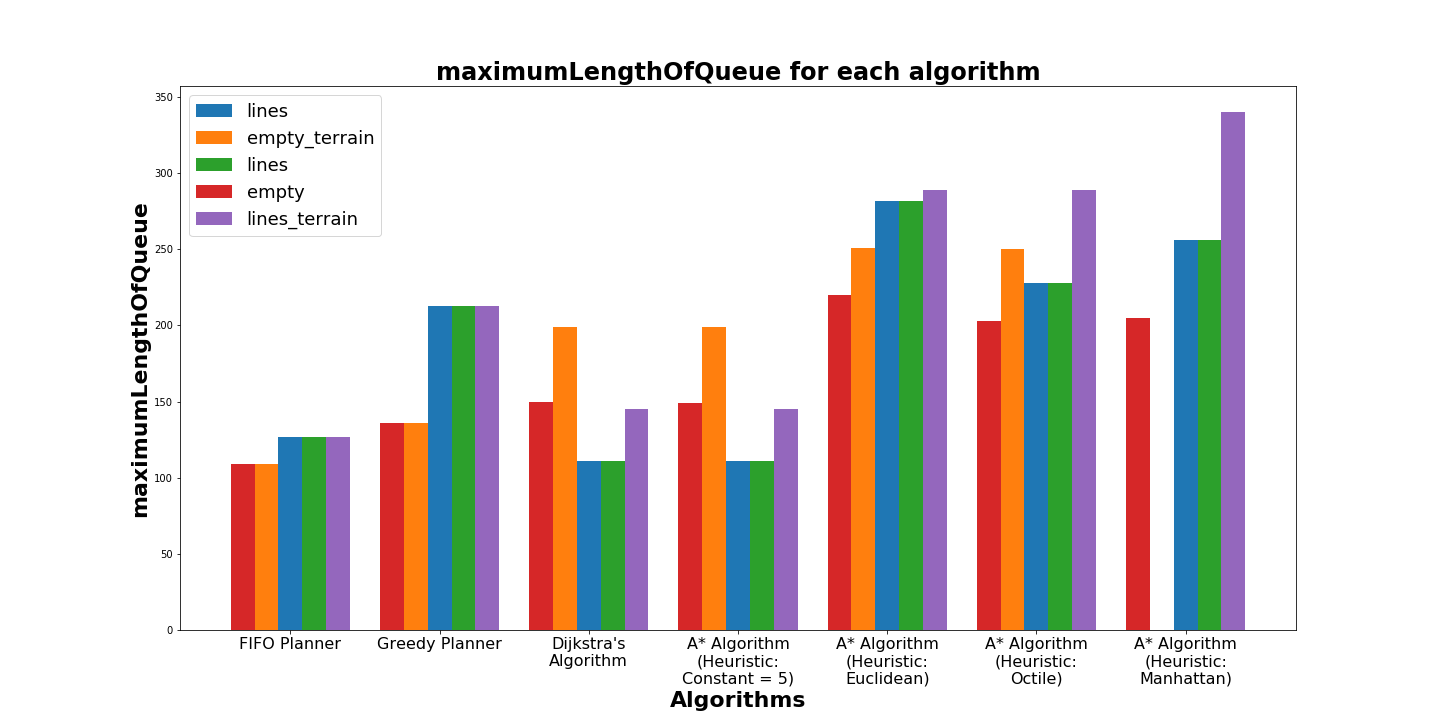 maximumLengthOfQueue for each algorithm
maximumLengthOfQueue
350
300
250
200
150
100
50
0
lines
empty_terrain
lines
empty
lines_terrain
FIFO Planner
Greedy Planner
Dijkstra's
Algorithm
A* Algorithm
(Heuristic:
Constant = 5)
A* Algorithm
(Heuristic:
Euclidean)
A* Algorithm
(Heuristic:
Octile)
A* Algorithm
(Heuristic:
Manhattan)
Algorithms